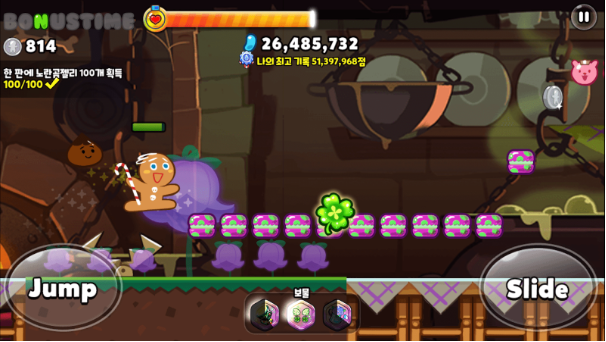 BONUSTIME
814
26,485,732
나의 최고 기록 51,397,968점
한 판에 노란곰젤리 100개 획득
100/100
Jump
보물
Slide